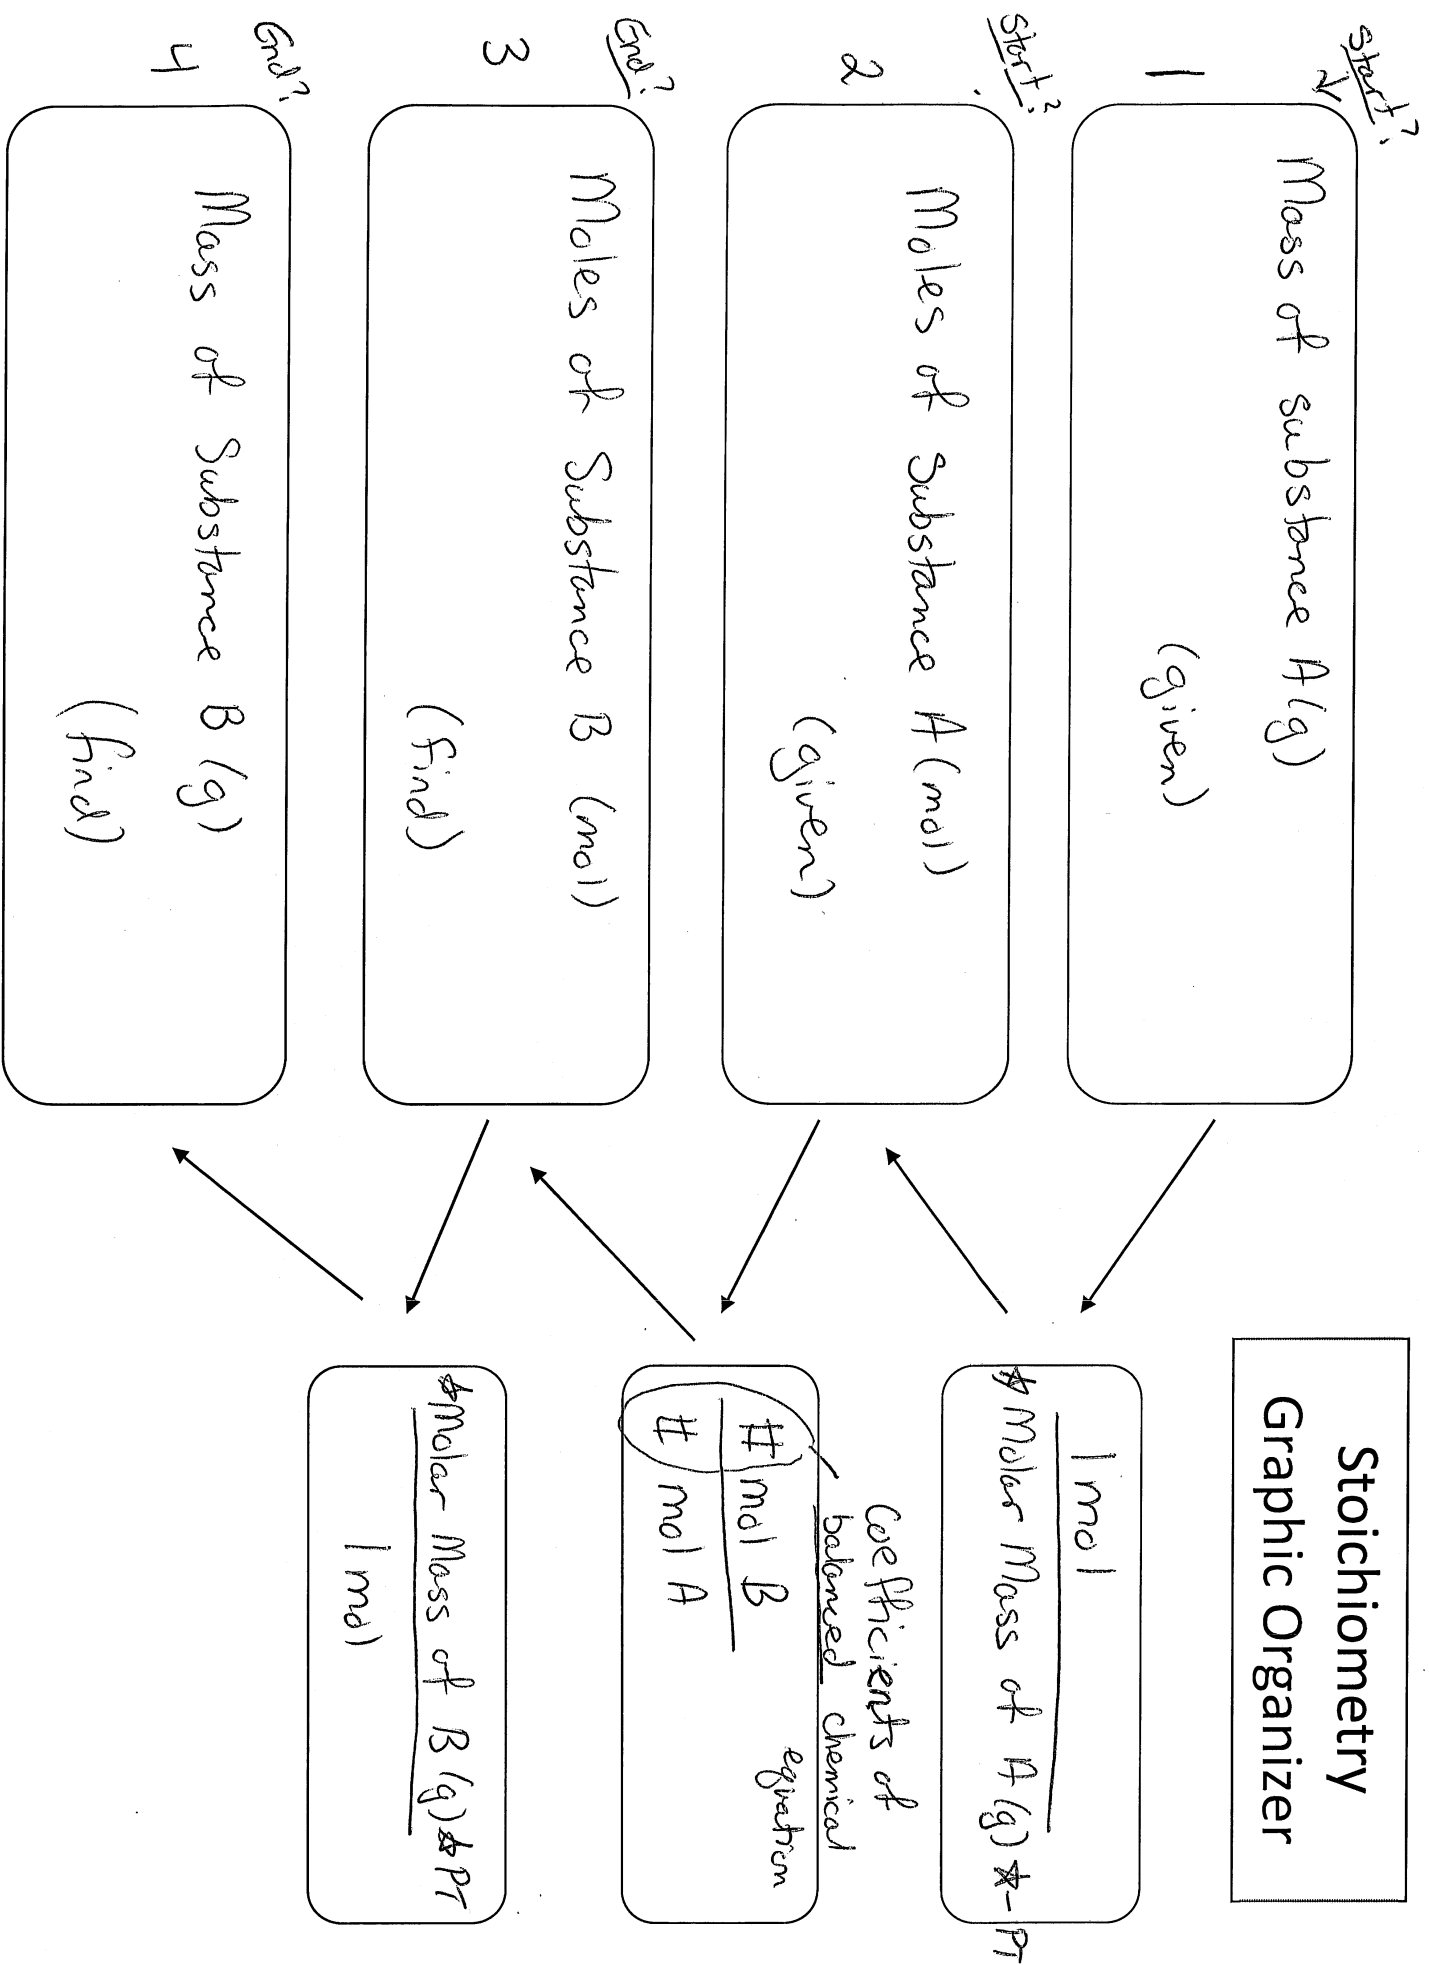 Stoichiometry
Graphic Organizer
Start?
1
Mass of substance A (g)
(given)
1 mol
☆ Molar Mass of A (g) ☆ - PT
Start?
2
Moles of Substance A (mol)
(given)
Coefficients of
balanced chemical
equation
# mol B
# mol A
End?
3
Moles of Substance B (mol)
(find)
☆ Molar Mass of B (g) ☆ PT
1 mol
End?
4
Mass of Substance B (g)
(find)